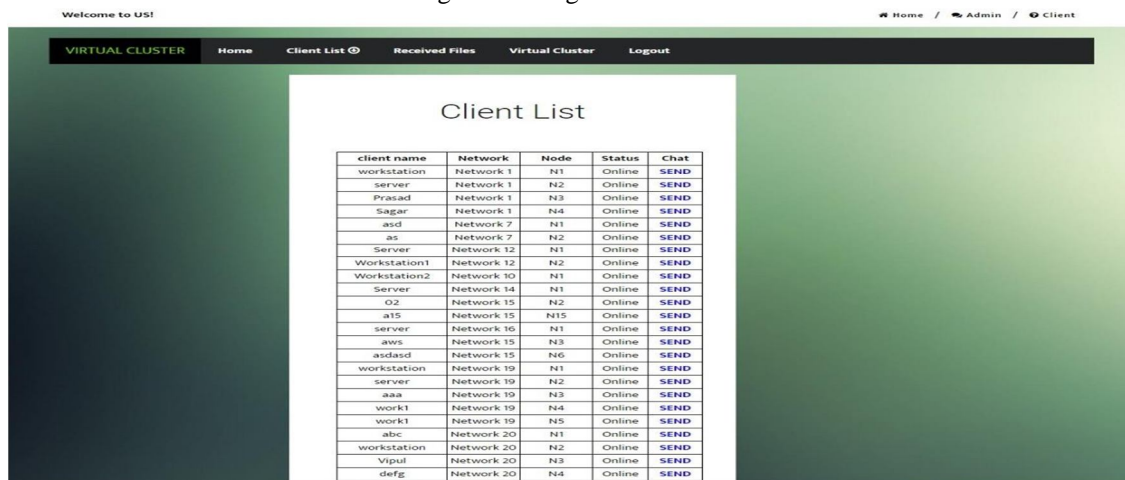 Welcome to US! Home / Admin / Client
VIRTUAL CLUSTER Home Client List Received Files Virtual Cluster Logout
Client List
client name Network Node Status Chat
workstation Network 1 N1 Online SEND
server Network 1 N2 Online SEND
Prasad Network 1 N3 Online SEND
Sagar Network 1 N4 Online SEND
asd Network 7 N1 Online SEND
as Network 7 N2 Online SEND
Server Network 12 N1 Online SEND
Workstation1 Network 12 N2 Online SEND
Workstation2 Network 10 N1 Online SEND
Server Network 14 N1 Online SEND
02 Network 15 N2 Online SEND
a15 Network 15 N15 Online SEND
server Network 16 N1 Online SEND
aws Network 15 N3 Online SEND
asdasd Network 15 N6 Online SEND
workstation Network 19 N1 Online SEND
server Network 19 N2 Online SEND
aaa Network 19 N3 Online SEND
work1 Network 19 N4 Online SEND
work1 Network 19 N5 Online SEND
abc Network 20 N1 Online SEND
workstation Network 20 N2 Online SEND
Vipul Network 20 N3 Online SEND
defg Network 20 N4 Online SEND